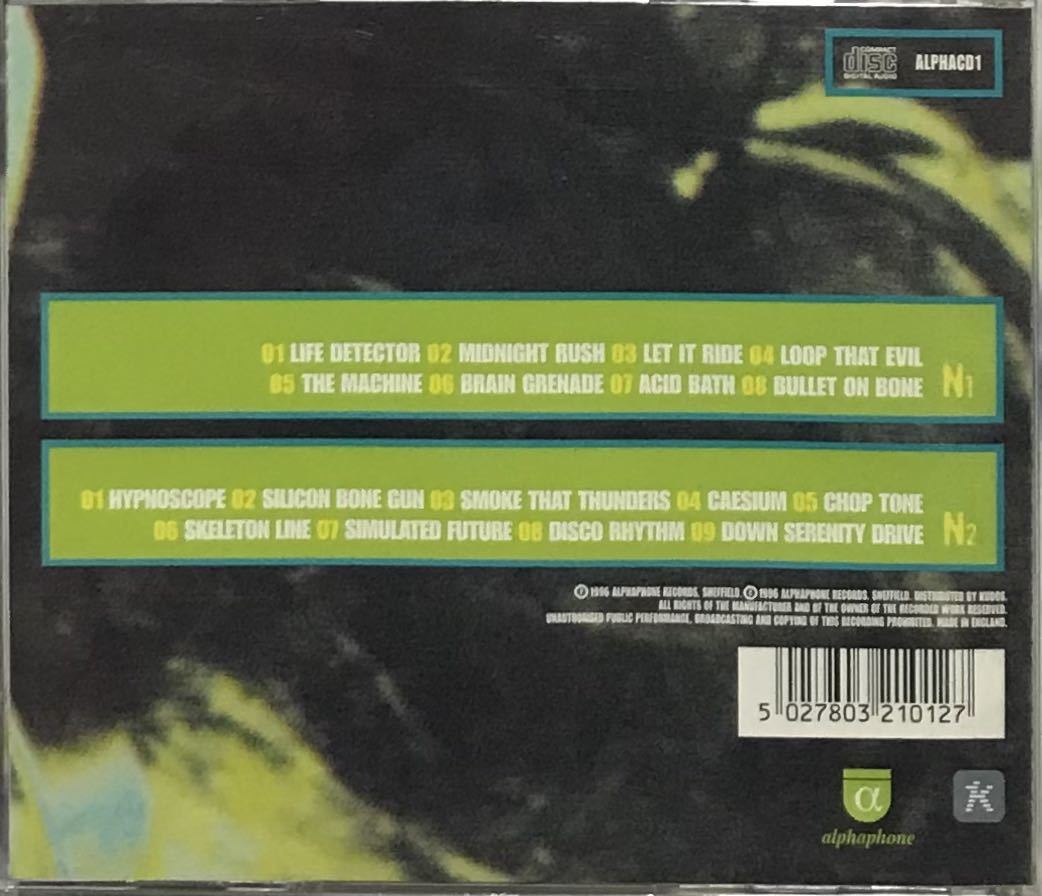 COMPACT
disc
DIGITAL AUDIO
ALPHACD1
01 LIFE DETECTOR 02 MIDNIGHT RUSH 03 LET IT RIDE 04 LOOP THAT EVIL
05 THE MACHINE 06 BRAIN GRENADE 07 ACID BATH 08 BULLET ON BONE
N1
01 HYPNOSCOPE 02 SILICON BONE GUN 03 SMOKE THAT THUNDERS 04 CAESIUM 05 CHOP TONE
06 SKELETON LINE 07 SIMULATED FUTURE 08 DISCO RHYTHM 09 DOWN SERENITY DRIVE
N2
℗ 1996 ALPHAPHONE RECORDS, SHEFFIELD. © 1996 ALPHAPHONE RECORDS, SHEFFIELD. DISTRIBUTED BY KUDOS.
ALL RIGHTS OF THE MANUFACTURER AND OF THE OWNER OF THE RECORDED WORK RESERVED.
UNAUTHORISED PUBLIC PERFORMANCE, BROADCASTING AND COPYING OF THIS RECORDING PROHIBITED. MADE IN ENGLAND.
5 027803 210127
α
alphaphone
K